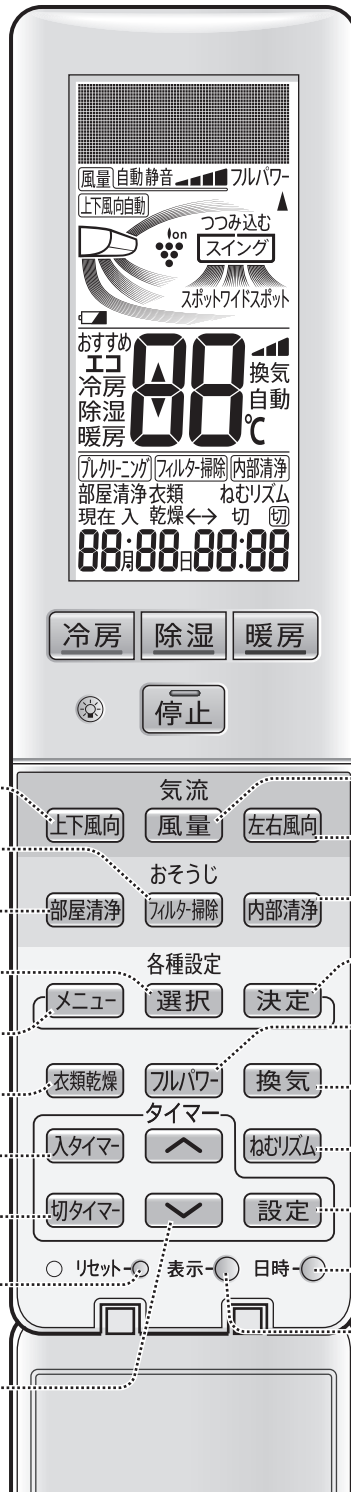 風量 自動 静音 フルパワー
上下風向自動
ion
つつみ込む
スイング
スポットワイドスポット
おすすめ
エコ
冷房
除湿
暖房
88
℃
換気
自動
プレクリーニング フィルター掃除 内部清浄
部屋清浄 衣類 ねむリズム
現在 入 乾燥 ←→ 切 切
88:月88日88:88
冷房 除湿 暖房
停止
気流
上下風向 風量 左右風向
おそうじ
部屋清浄 フィルター掃除 内部清浄
各種設定
メニュー 選択 決定
衣類乾燥 フルパワー 換気
タイマー
入タイマー ねむリズム
切タイマー 設定
リセット 表示 日時